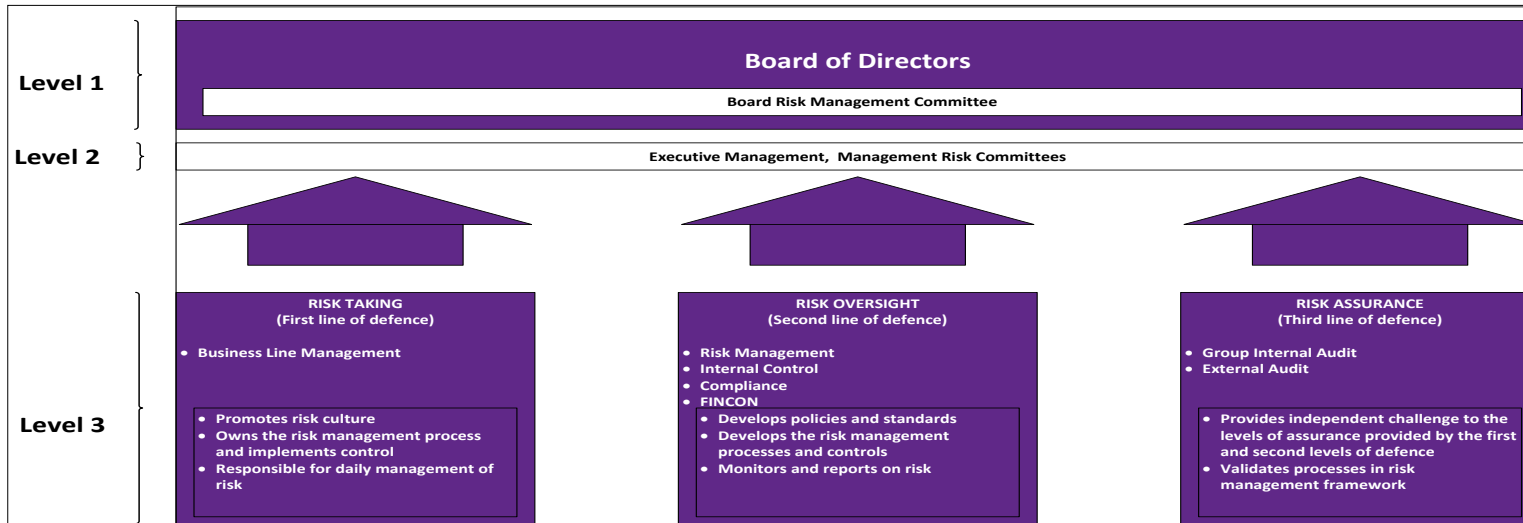 Level 1
Board of Directors
Board Risk Management Committee
Level 2
Executive Management, Management Risk Committees
Level 3
RISK TAKING
(First line of defence)
• Business Line Management
• Promotes risk culture
• Owns the risk management process
and implements control
• Responsible for daily management of
risk
RISK OVERSIGHT
(Second line of defence)
• Risk Management
• Internal Control
• Compliance
• FINCON
• Develops policies and standards
• Develops the risk management
processes and controls
• Monitors and reports on risk
RISK ASSURANCE
(Third line of defence)
• Group Internal Audit
• External Audit
• Provides independent challenge to the
levels of assurance provided by the first
and second levels of defence
• Validates processes in risk
management framework